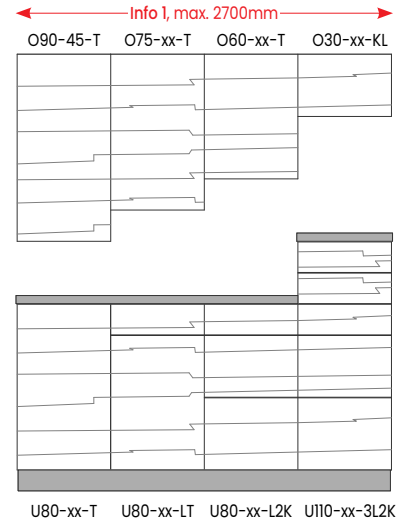 Info 1, max. 2700mm
O90-45-T O75-xx-T O60-xx-T O30-xx-KL
U80-xx-T U80-xx-LT U80-xx-L2K U110-xx-3L2K